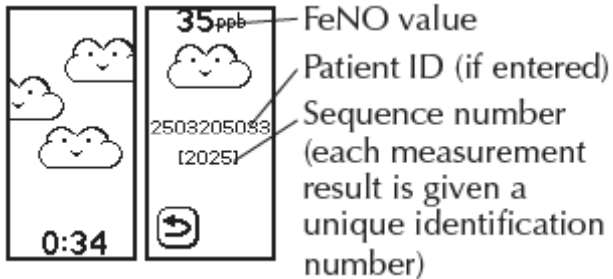 0:34
35ppb
2503205033
[2025]
FeNO value
Patient ID (if entered)
Sequence number
(each measurement
result is given a
unique identification
number)